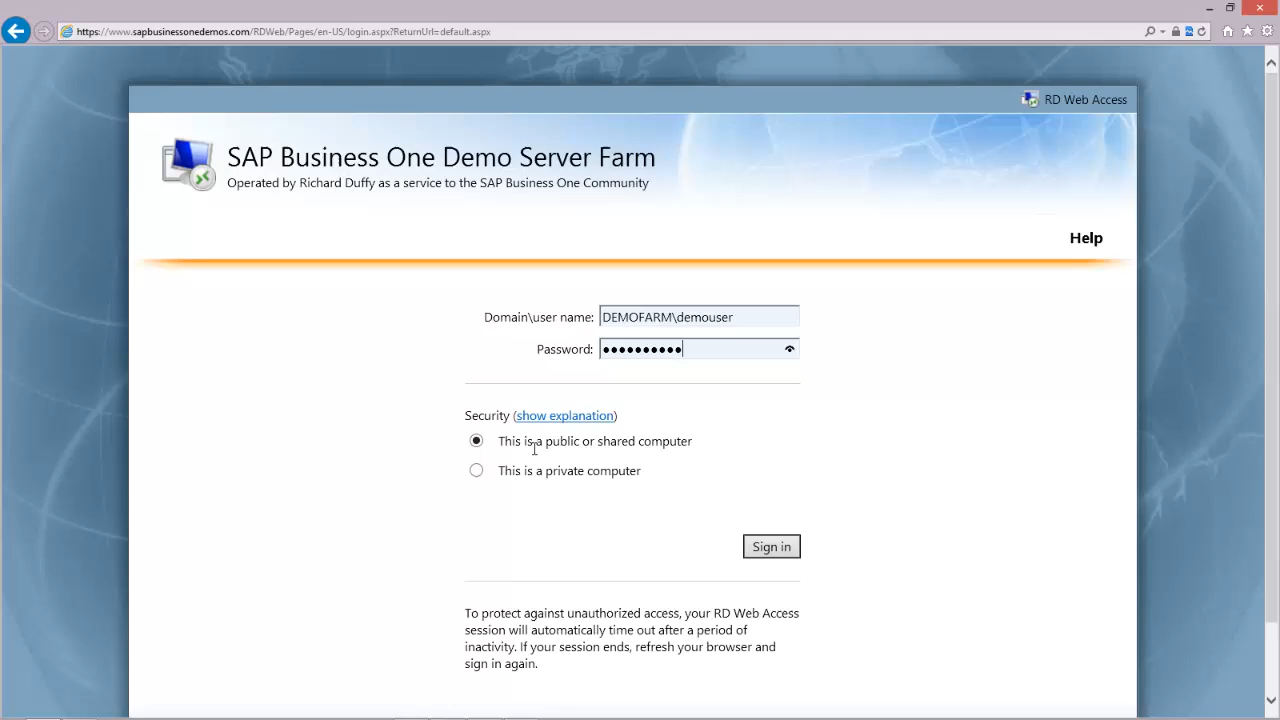 https://www.sapbusinessonedemos.com/RDWeb/Pages/en-US/login.aspx?ReturnUrl=default.aspx
RD Web Access
SAP Business One Demo Server Farm
Operated by Richard Duffy as a service to the SAP Business One Community
Help
Domain\user name: DEMOFARM\demouser
Password: ●●●●●●●●●●
Security (show explanation)
This is a public or shared computer
This is a private computer
Sign in
To protect against unauthorized access, your RD Web Access
session will automatically time out after a period of
inactivity. If your session ends, refresh your browser and
sign in again.